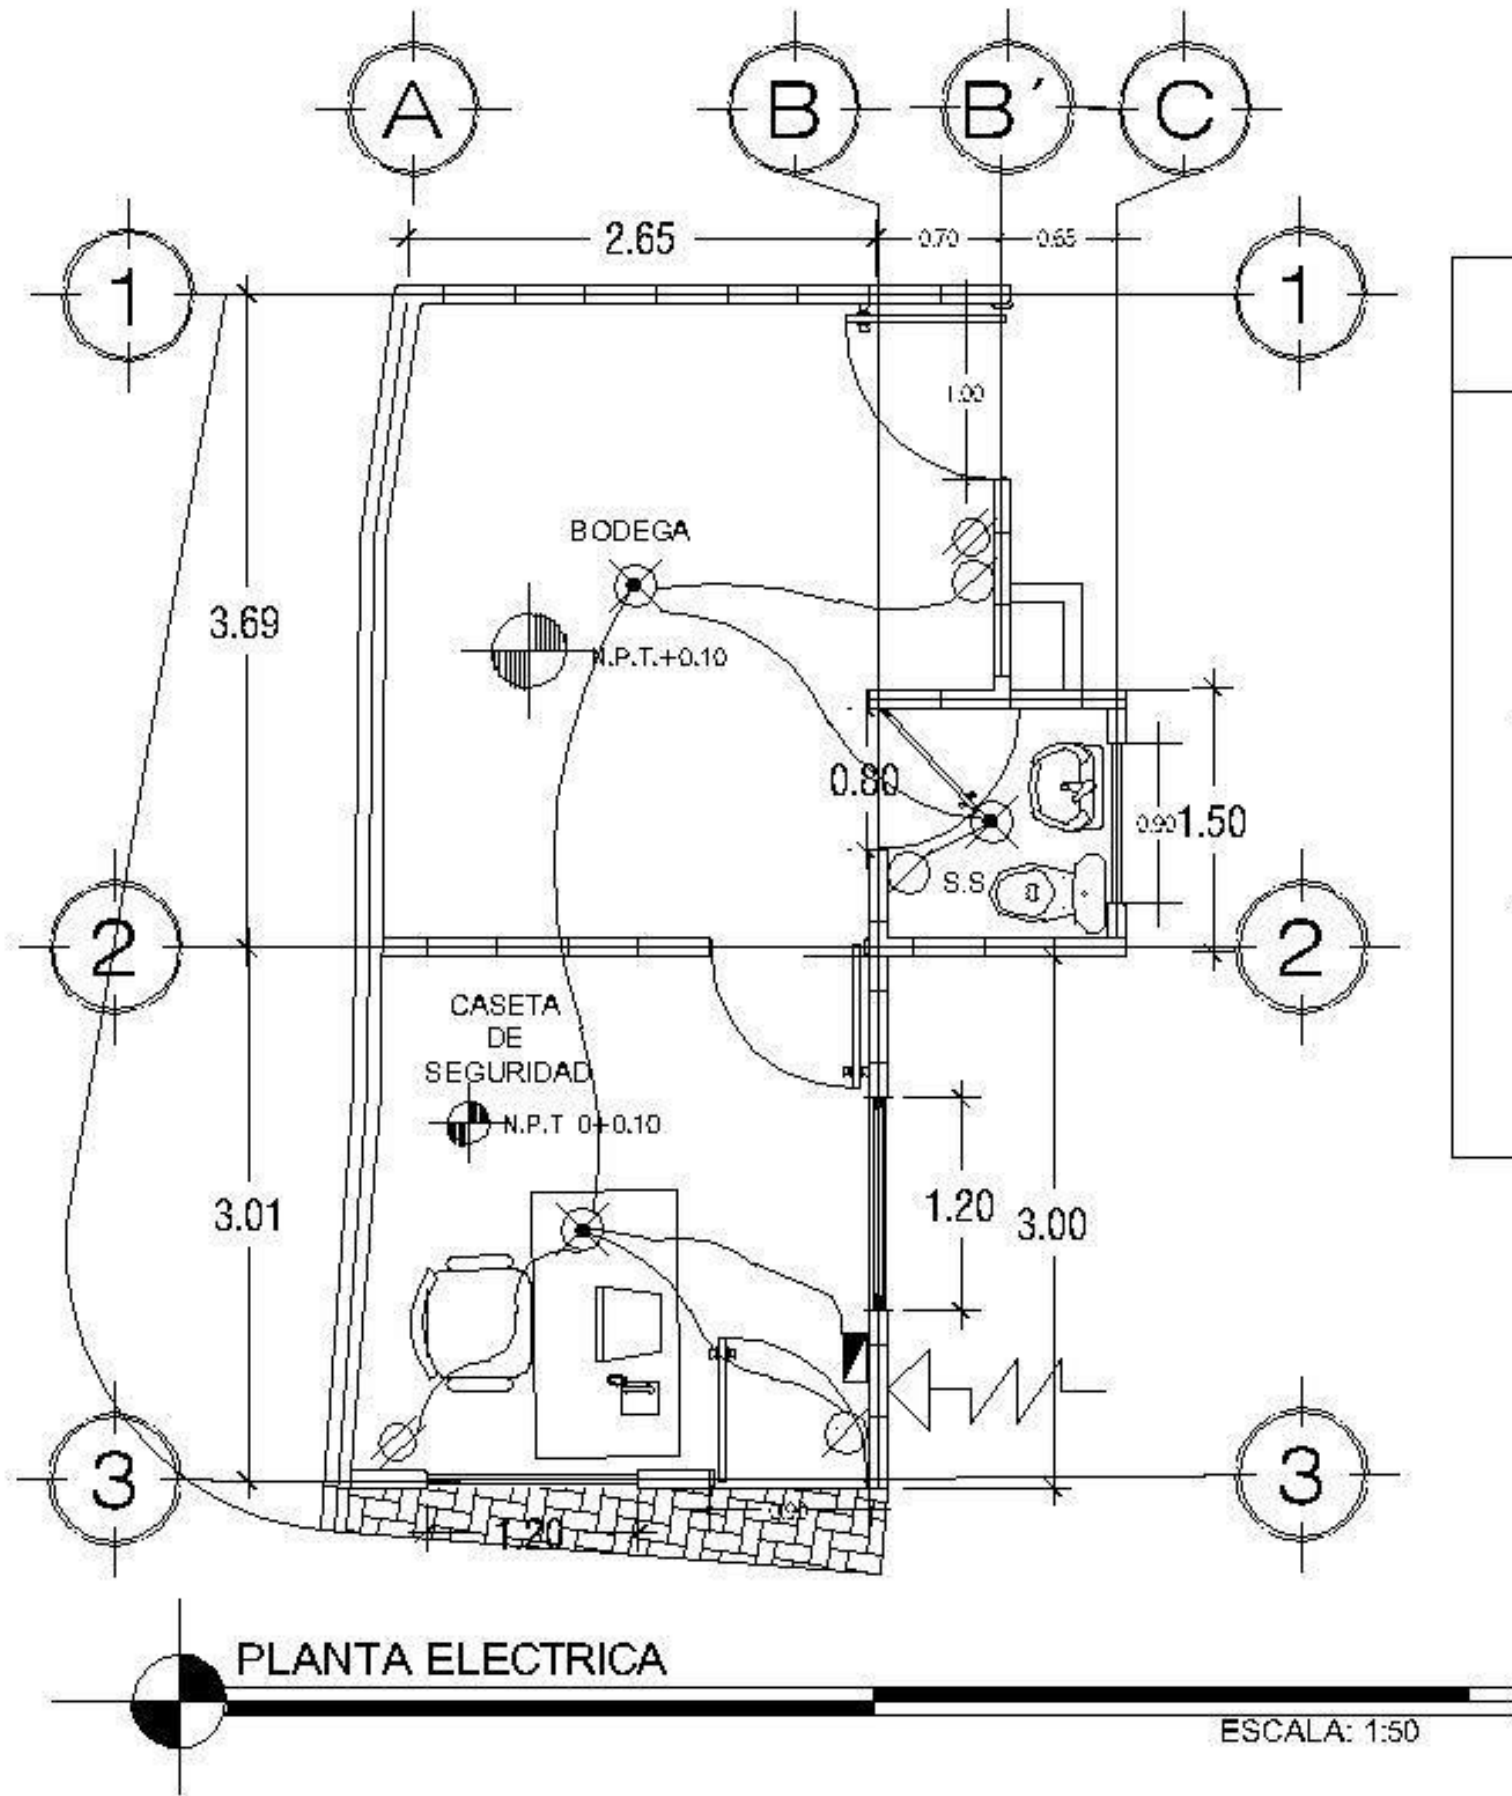 A B B´ C
2.65 0.70 0.65
1 1
1.00
BODEGA
3.69
N.P.T.+0.10
0.80
0.90 1.50
S.S
2 2
CASETA
DE
SEGURIDAD
N.P.T 0+0.10
3.01
1.20 3.00
3 3
1.20
PLANTA ELECTRICA
ESCALA: 1:50